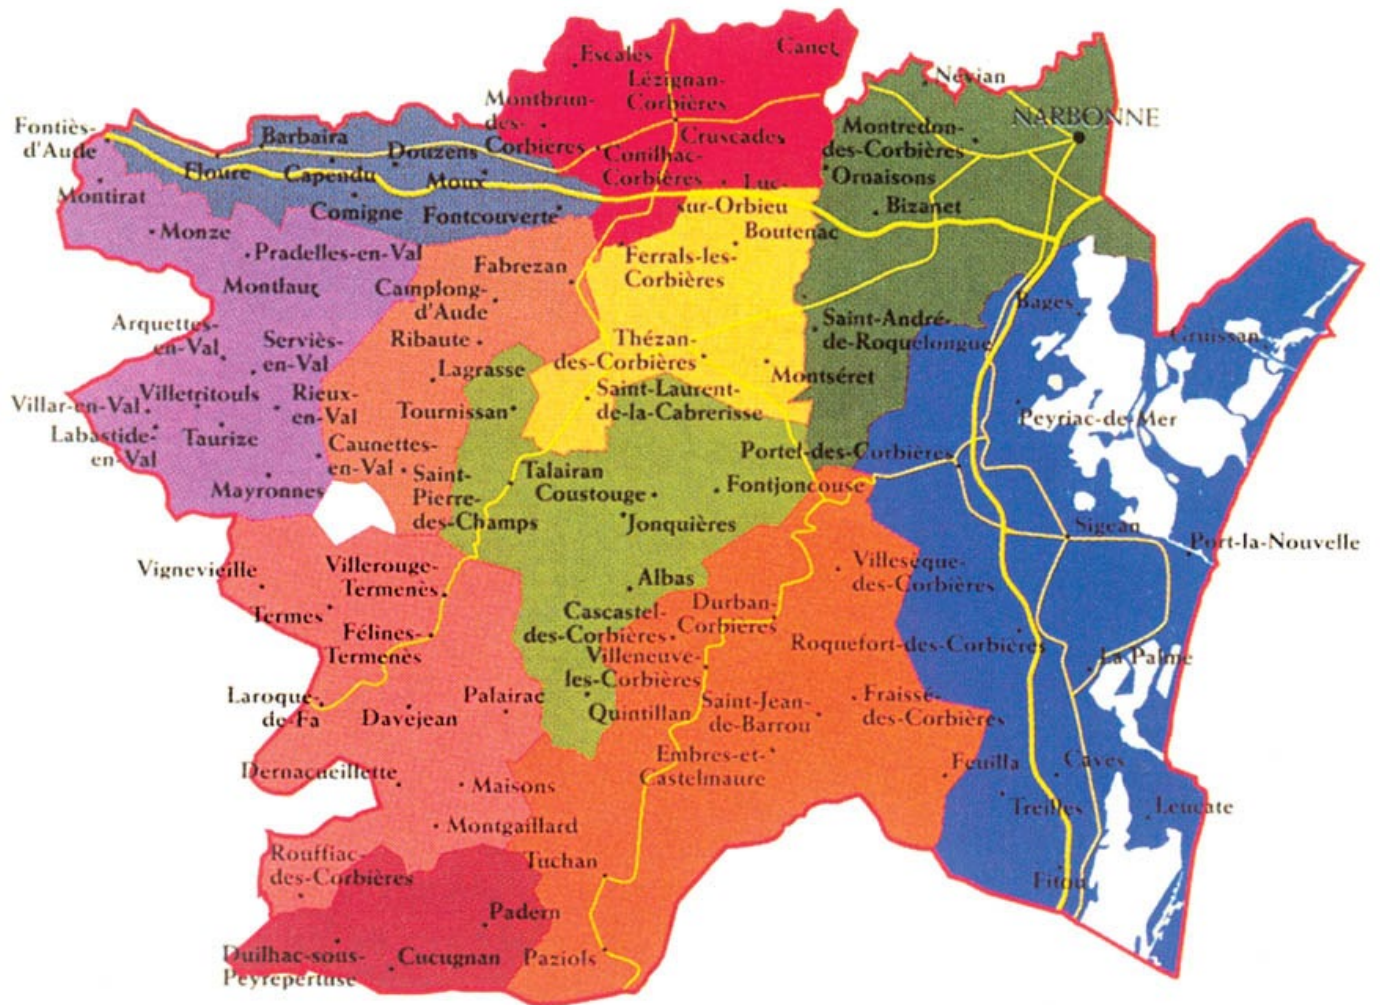 Escales
Canet
Lézignan-
Corbières
Névian
Montbrun-
des-
Corbières
NARBONNE
Fontiès-
d'Aude
Barbaira
Cruscades
Montredon-
des-Corbières
Floure
Capendu
Douzens
Moux
Conilhac-
Corbières
Ornaisons
Montirat
Comigne
Fontcouverte
Luc-
sur-Orbieu
Bizanet
Monze
Boutenac
Pradelles-en-Val
Ferrals-les-
Corbières
Fabrezan
Montlaur
Camplong-
d'Aude
Bages
Arquettes-
en-Val
Serviès-
en-Val
Ribaute
Thézan-
des-Corbières
Saint-André-
de-Roquelongue
Gruissan
Lagrasse
Montséret
Villar-en-Val
Villetritouls
Rieux-
en-Val
Tournissan
Saint-Laurent-
de-la-Cabrerisse
Peyriac-de-Mer
Labastide-
en-Val
Taurize
Caunettes-
en-Val
Portel-des-Corbières
Mayronnes
Saint-
Pierre-
des-Champs
Talairan
Coustouge
Fontjoncouse
Jonquières
Sigean
Port-la-Nouvelle
Vignevieille
Villerouge-
Termenès
Albas
Villesèque-
des-Corbières
Termes
Félines-
Termenès
Cascastel-
des-Corbières
Durban-
Corbières
Roquefort-des-Corbières
Villeneuve-
les-Corbières
La Palme
Laroque-
de-Fa
Davejean
Palairac
Quintillan
Saint-Jean-
de-Barrou
Fraissé-
des-Corbières
Dernacueillette
Maisons
Embres-et-
Castelmaure
Feuilla
Caves
Treilles
Leucate
Montgaillard
Rouffiac-
des-Corbières
Tuchan
Fitou
Padern
Duilhac-sous-
Peyrepertuse
Cucugnan
Paziols